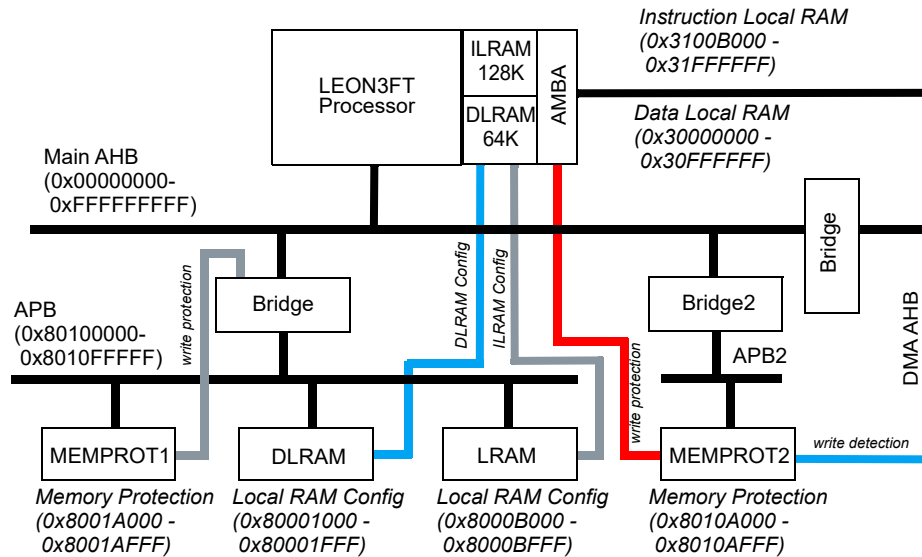 Instruction Local RAM
(0x3100B000 -
0x31FFFFFF)
ILRAM
128K
LEON3FT
Processor
AMBA
DLRAM
64K
Data Local RAM
(0x30000000 -
0x30FFFFFF)
Main AHB
(0x00000000-
0xFFFFFFFFF)
Bridge
DLRAM Config
ILRAM Config
write protection
Bridge
Bridge2
APB
(0x80100000-
0x8010FFFFF)
DMA AHB
APB2
write protection
write detection
MEMPROT1
DLRAM
LRAM
MEMPROT2
Memory Protection
(0x8001A000 -
0x8001AFFF)
Local RAM Config
(0x80001000 -
0x80001FFF)
Local RAM Config
(0x8000B000 -
0x8000BFFF)
Memory Protection
(0x8010A000 -
0x8010AFFF)